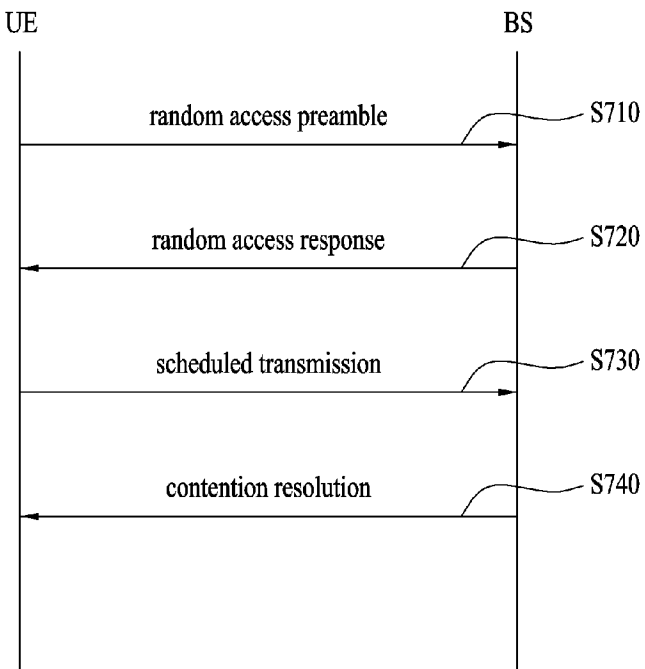 UE
BS
random access preamble
S710
random access response
S720
scheduled transmission
S730
contention resolution
S740